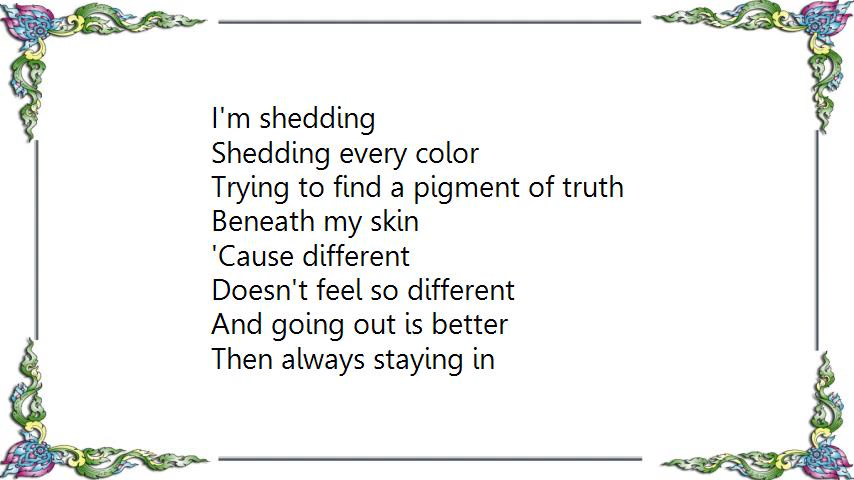 I'm shedding
Shedding every color
Trying to find a pigment of truth
Beneath my skin
'Cause different
Doesn't feel so different
And going out is better
Then always staying in